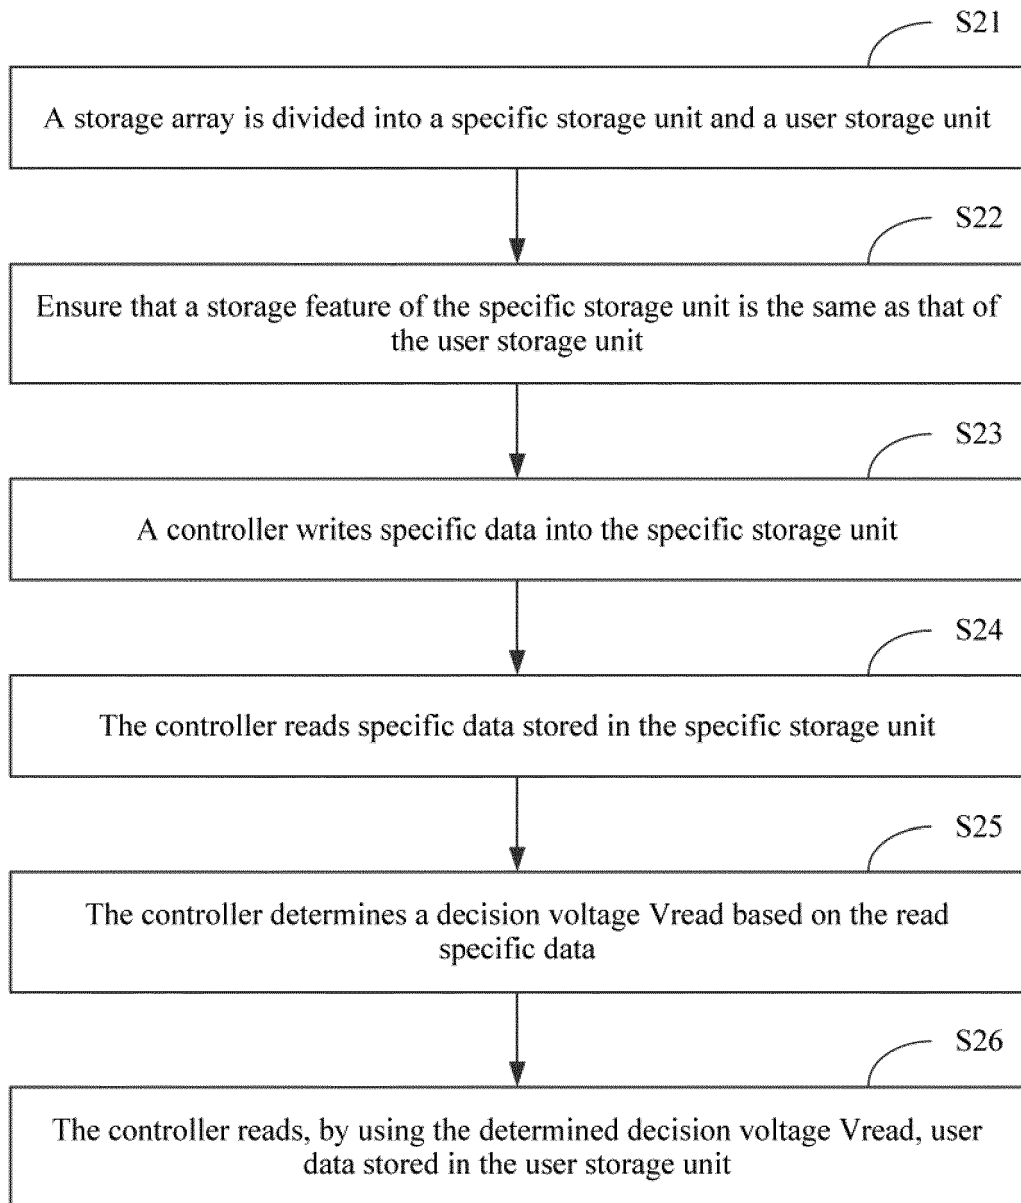 S21
A storage array is divided into a specific storage unit and a user storage unit
S22
Ensure that a storage feature of the specific storage unit is the same as that of
the user storage unit
S23
A controller writes specific data into the specific storage unit
S24
The controller reads specific data stored in the specific storage unit
S25
The controller determines a decision voltage Vread based on the read
specific data
S26
The controller reads, by using the determined decision voltage Vread, user
data stored in the user storage unit